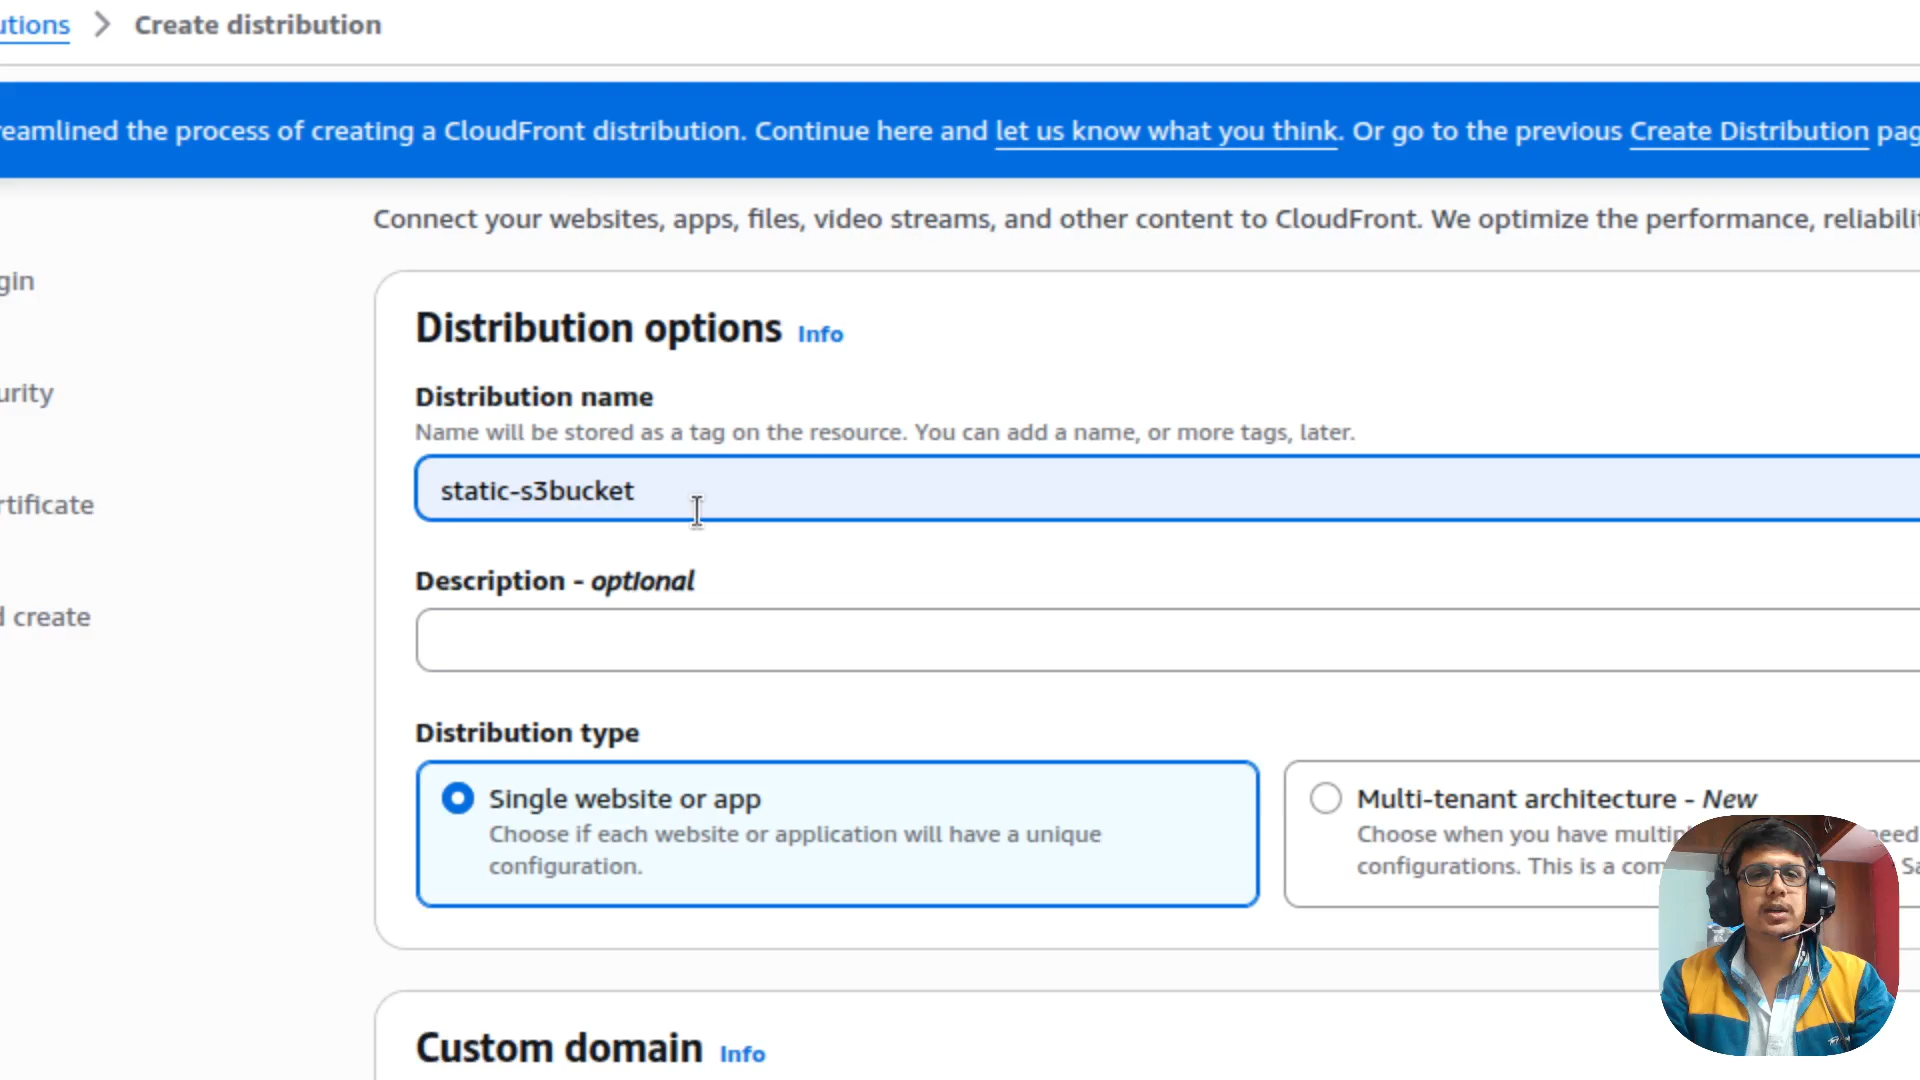 utions > Create distribution
reamlined the process of creating a CloudFront distribution. Continue here and let us know what you think. Or go to the previous Create Distribution pag
Connect your websites, apps, files, video streams, and other content to CloudFront. We optimize the performance, reliabilit
gin
urity
rtificate
d create
Distribution options Info
Distribution name
Name will be stored as a tag on the resource. You can add a name, or more tags, later.
static-s3bucket
Description - optional
Distribution type
Single website or app
Choose if each website or application will have a unique
configuration.
Multi-tenant architecture - New
Choose when you have multip need
configurations. This is a com Sa
Custom domain Info